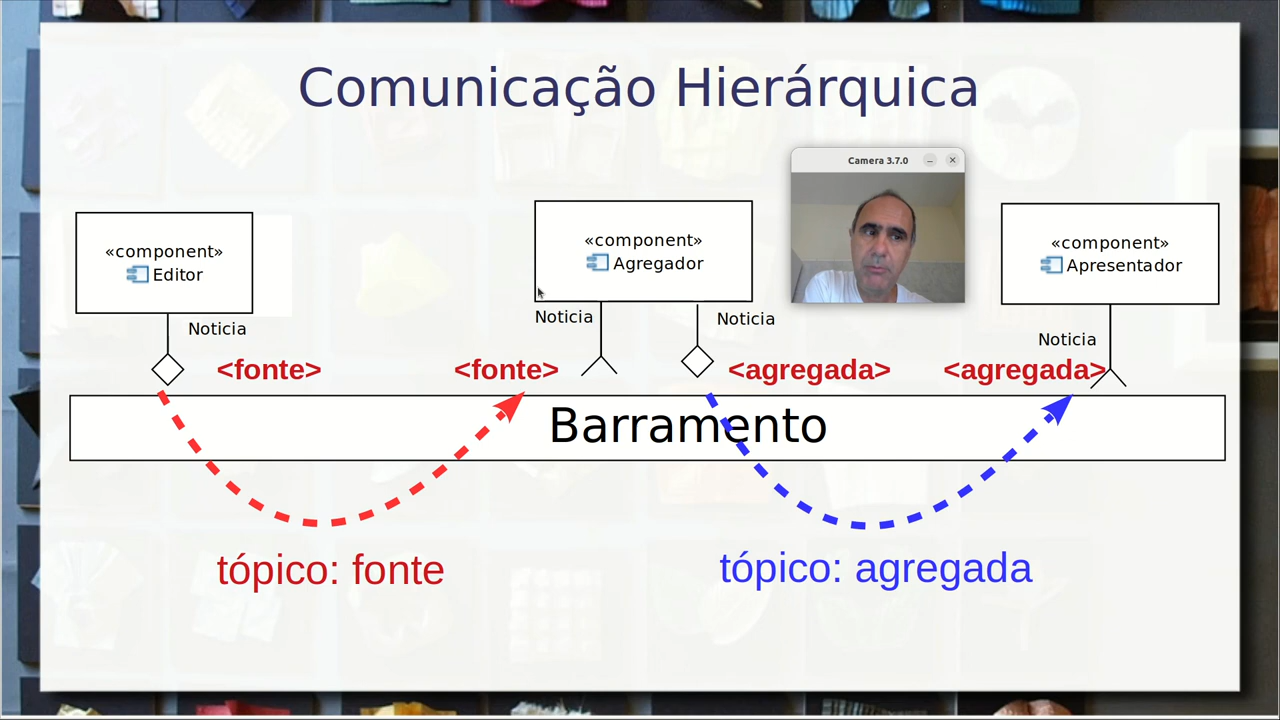 Comunicação Hierárquica
Camera 3.7.0
«component»
Editor
«component»
Agregador
«component»
Apresentador
Noticia
Noticia
Noticia
Noticia
<fonte>
<fonte>
<agregada>
<agregada>
Barramento
tópico: fonte
tópico: agregada